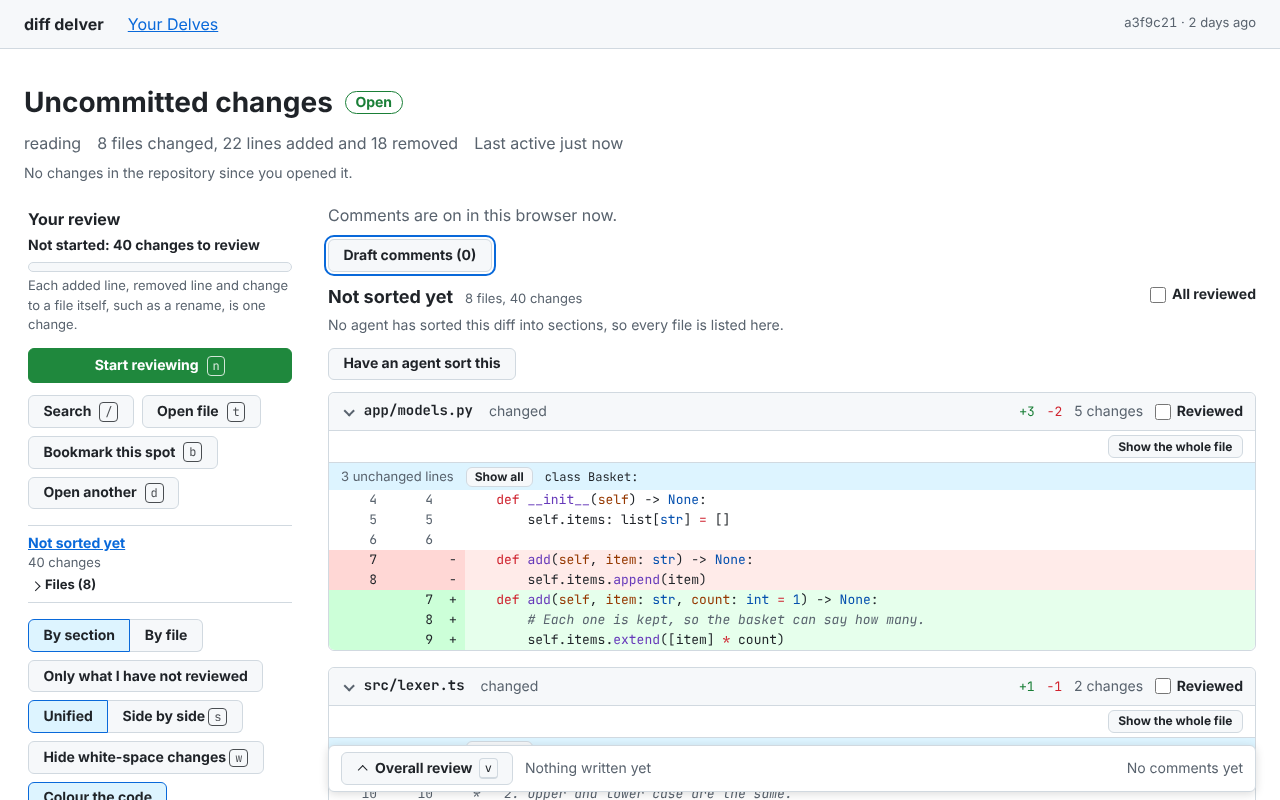 diff delver Your Delves a3f9c21 · 2 days ago
Uncommitted changes Open
reading 8 files changed, 22 lines added and 18 removed Last active just now
No changes in the repository since you opened it.
Your review
Not started: 40 changes to review
Each added line, removed line and change
to a file itself, such as a rename, is one
change.
Start reviewing n
Search / Open file t
Bookmark this spot b
Open another d
Not sorted yet
40 changes
Files (8)
By section By file
Only what I have not reviewed
Unified Side by side s
Hide white-space changes w
Colour the code
Comments are on in this browser now.
Draft comments (0)
Not sorted yet 8 files, 40 changes All reviewed
No agent has sorted this diff into sections, so every file is listed here.
Have an agent sort this
app/models.py changed +3 -2 5 changes Reviewed
Show the whole file
3 unchanged lines Show all class Basket:
4 4 def __init__(self) -> None:
5 5 self.items: list[str] = []
6 6
7 - def add(self, item: str) -> None:
8 - self.items.append(item)
7 + def add(self, item: str, count: int = 1) -> None:
8 + # Each one is kept, so the basket can say how many.
9 + self.items.extend([item] * count)
src/lexer.ts changed +1 -1 2 changes Reviewed
Show the whole file
Overall review v Nothing written yet No comments yet
10 10 * 2. Upper and lower case are the same.